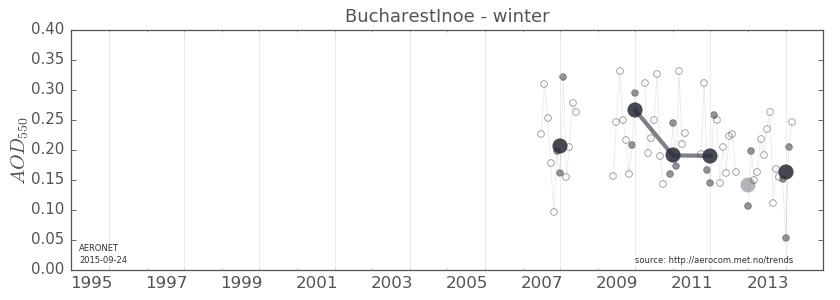 BucharestInoe - winter
0.40
0.35
0.30
0.25
0.20
0.15
0.10
0.05
0.00
AOD550
AERONET
2015-09-24
source: http://aerocom.met.no/trends
1995 1997 1999 2001 2003 2005 2007 2009 2011 2013